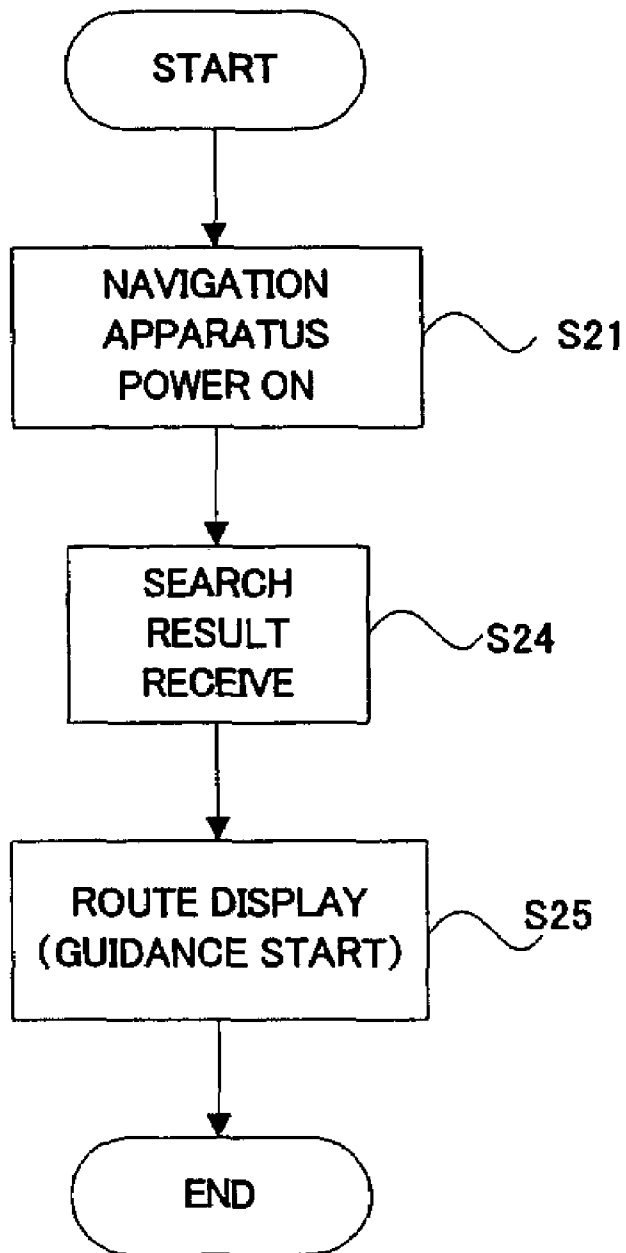 START
NAVIGATION
APPARATUS
POWER ON
S21
SEARCH
RESULT
RECEIVE
S24
ROUTE DISPLAY
(GUIDANCE START)
S25
END